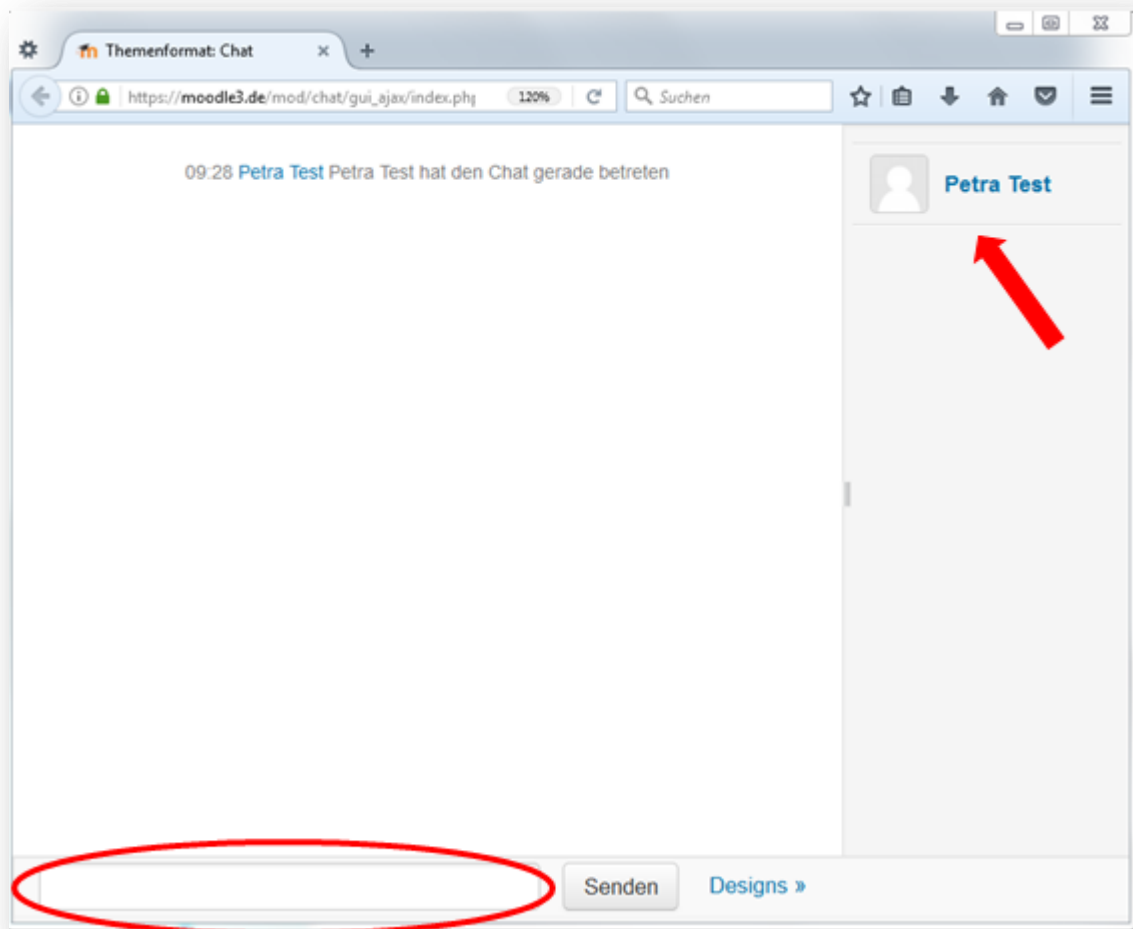 Themenformat: Chat
https://moodle3.de/mod/chat/gui_ajax/index.php
120%
Suchen
09:28 Petra Test Petra Test hat den Chat gerade betreten
Petra Test
Senden
Designs »